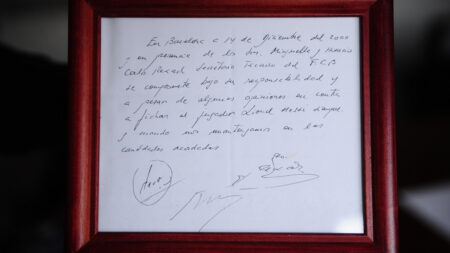 En Barcelona a 14 de Diciembre del 2000
y en presencia de los Srs. Minguella y Horacio
Carles Rexach Secretario Técnico del F.C.B
se compromete bajo su responsabilidad y
a pesar de algunas opiniones en contra
a fichar al jugador Lionel Messi siempre
y cuando nos mantengamos en las
cantidades acordadas